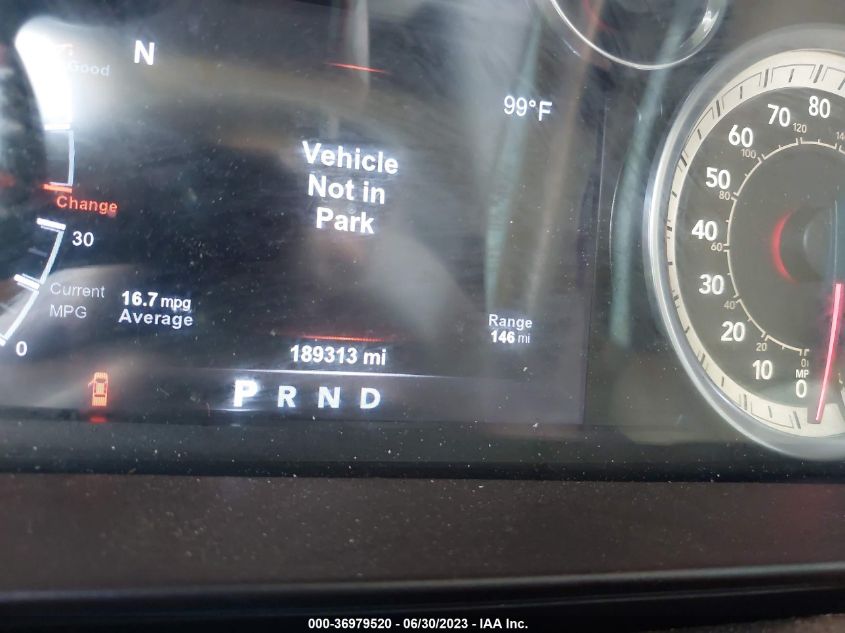 N
Good
99°F
Vehicle
Not in
Park
Change
30
Current
MPG
16.7 mpg
Average
0
Range
146 mi
189313 mi
P R N D
80
70
60
50
40
30
20
10
0
120
100
80
60
40
20
MP
000-36979520 - 06/30/2023 - IAA Inc.